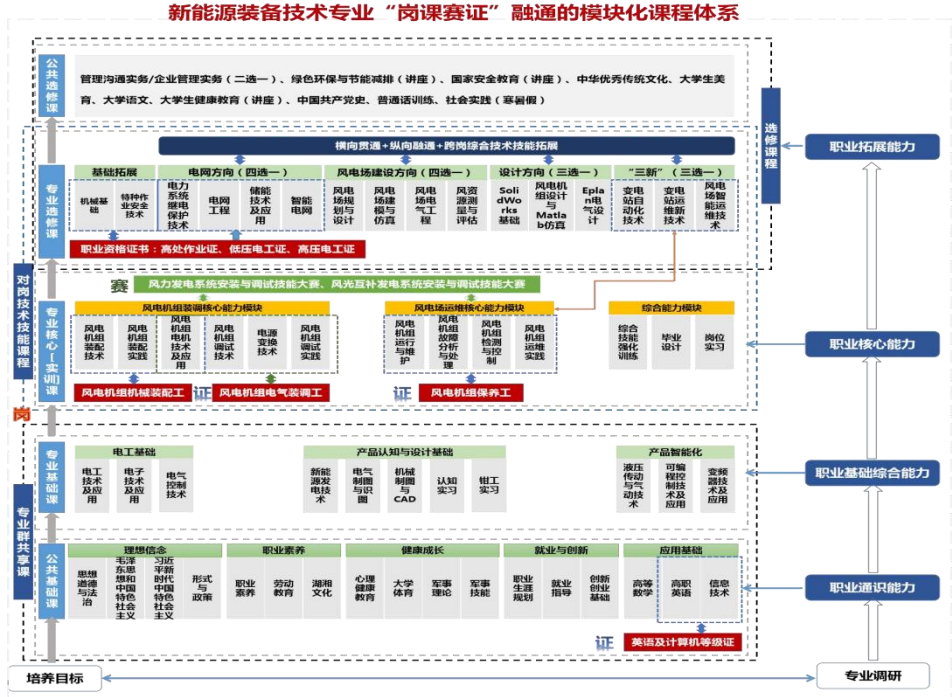 新能源装备技术专业“岗课赛证”融通的模块化课程体系
公共选修课
管理沟通实务/企业管理实务（二选一）、绿色环保与节能减排（讲座）、国家安全教育（讲座）、中华优秀传统文化、大学生美
育、大学语文、大学生健康教育（讲座）、中国共产党史、普通话训练、社会实践（寒暑假）
选修课程
职业拓展能力
横向贯通+纵向融通+跨岗综合技术技能拓展
专业选修课
基础拓展
电网方向（四选一）
风电场建设方向（四选一）
设计方向（三选一）
“三新”（三选一）
机械基础
特种作业安全技术
电力系统继电保护技术
电网工程
储能技术及应用
智能电网
风电场规划与设计
风电场建模与仿真
风电场电气工程
风资源测量与评估
SolidWorks基础
风电机组设计与Matlab仿真
Eplan电气设计
变电站自动化技术
变电站运维新技术
风电场智能运维技术
职业资格证书：高处作业证、低压电工证、高压电工证
对岗技术技能课程
赛
风力发电系统安装与调试技能大赛、风光互补发电系统安装与调试技能大赛
专业核心[实训]课
风电机组装调核心能力模块
风电场运维核心能力模块
综合能力模块
职业核心能力
风电机组装配技术
风电机组装配实践
风电机组电机技术及应用
风电机组调试技术
电源变换技术
风电机组调试实践
风电机组运行与维护
风电机组故障分析与处理
风电机组检测与控制
风电机组运维实践
综合技能强化训练
毕业设计
岗位实习
风电机组机械装配工
证
风电机组电气装调工
证
风电机组保养工
岗
专业群共享课
专业基础课
电工基础
产品认知与设计基础
产品智能化
职业基础综合能力
电工技术及应用
电子技术及应用
电气控制技术
新能源发电技术
电气制图与识图
机械制图与CAD
认知实习
钳工实习
液压传动与气动技术
可编程控制技术及应用
变频器技术及应用
公共基础课
理想信念
职业素养
健康成长
就业与创新
应用基础
职业通识能力
思想道德与法治
毛泽东思想和中国特色社会主义
习近平新时代中国特色社会主义
形式与政策
职业素养
劳动教育
湖湘文化
心理健康教育
大学体育
军事理论
军事技能
职业生涯规划
就业指导
创新创业基础
高等数学
高职英语
信息技术
证
英语及计算机等级证
培养目标
专业调研